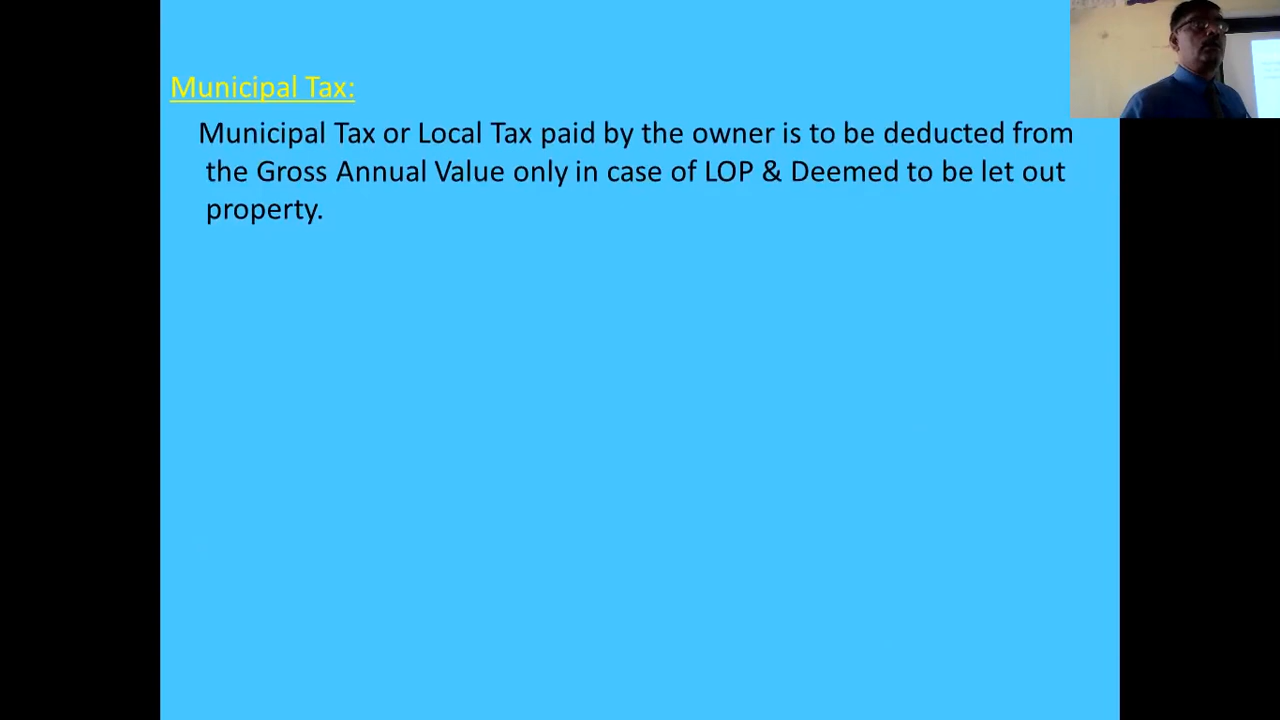 Municipal Tax:
Municipal Tax or Local Tax paid by the owner is to be deducted from
the Gross Annual Value only in case of LOP & Deemed to be let out
property.